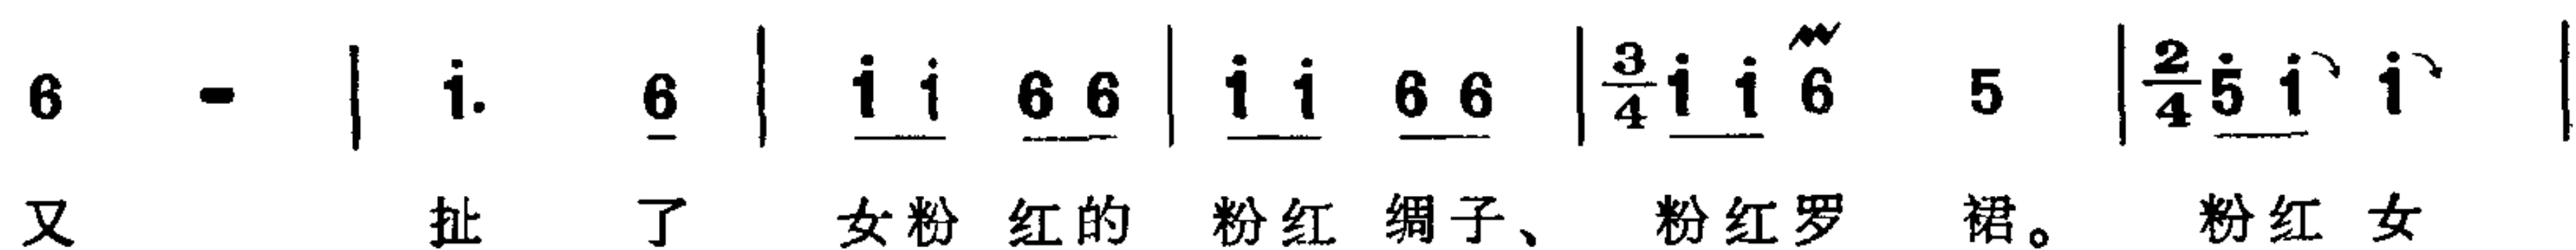 6 - | i. 6 | i i 6 6 | i i 6 6 | 3/4 i i 6 5 | 2/4 5̇ i i |
又 扯 了 女粉 红的 粉红 绸子、 粉红罗 裙。 粉红 女